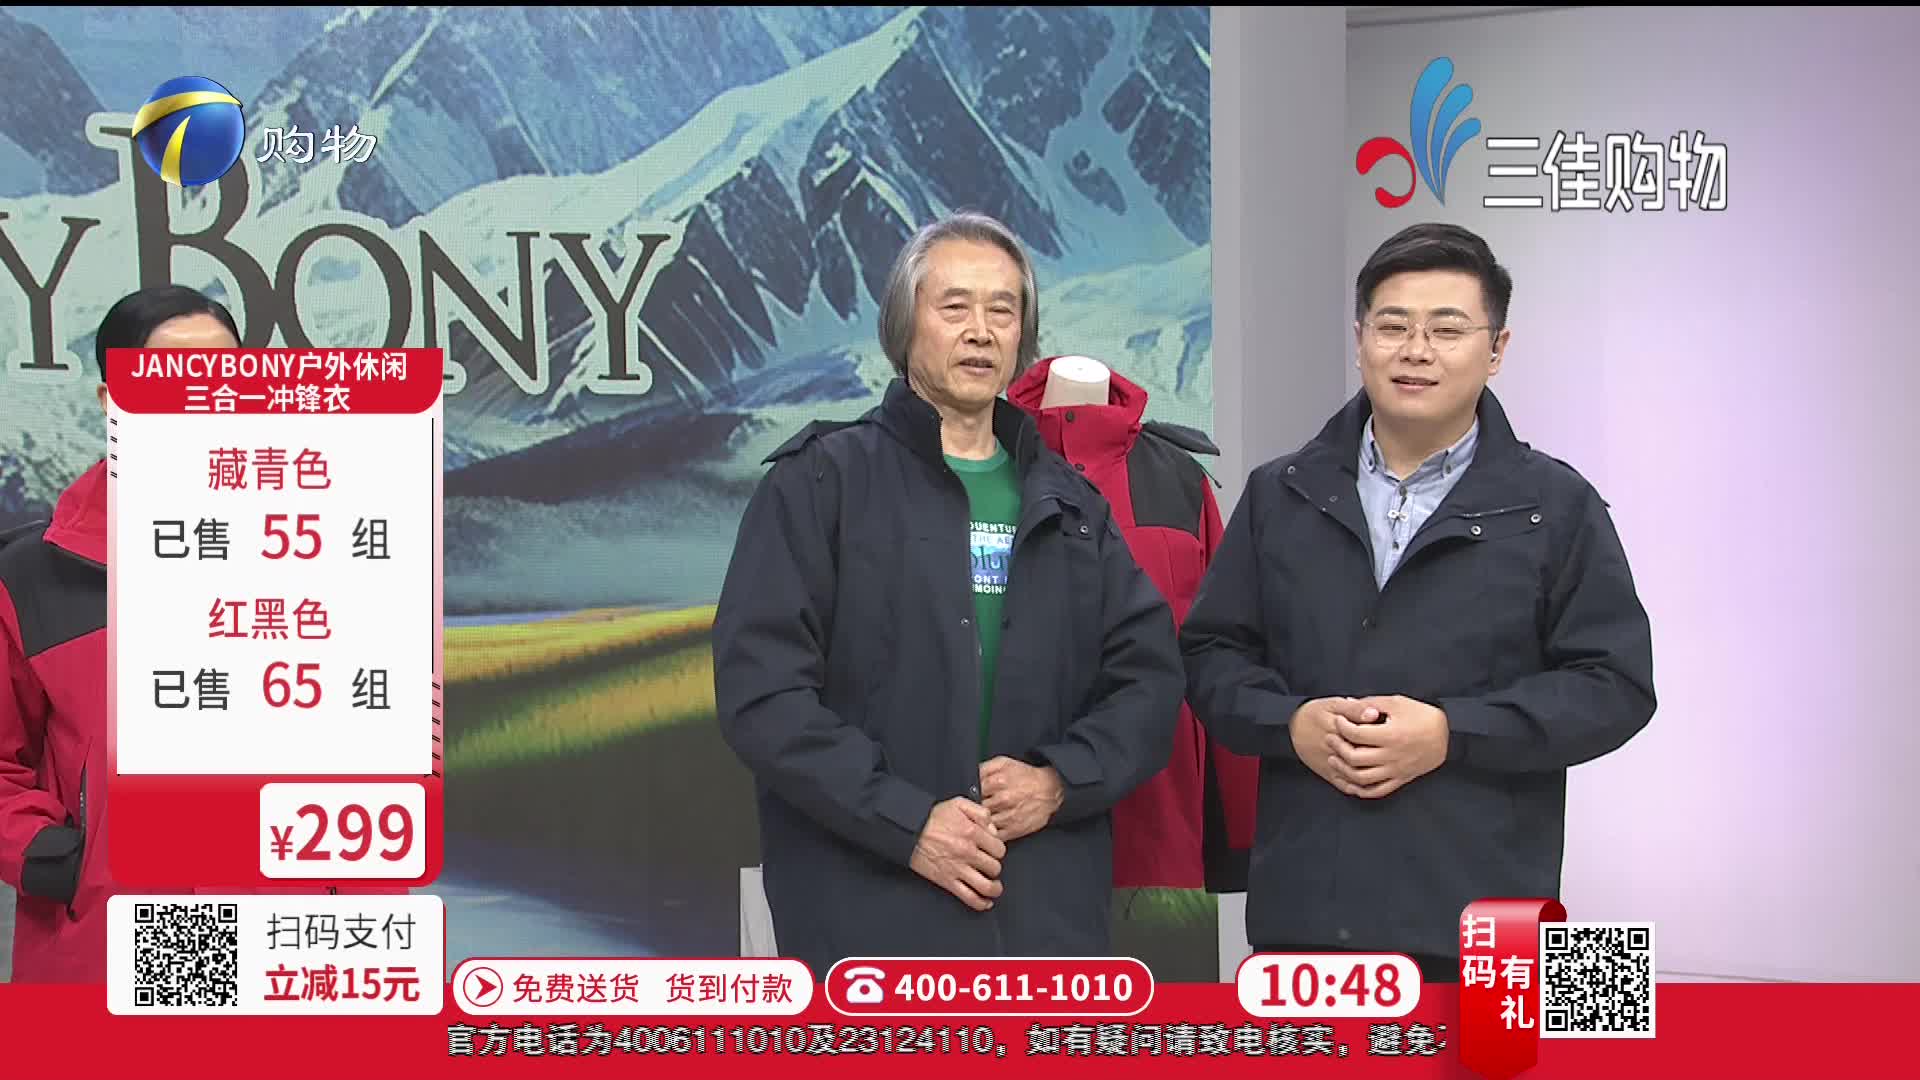 购物
三佳购物
Y BONY
JANCYBONY户外休闲
三合一冲锋衣
藏青色
已售 55 组
红黑色
已售 65 组
¥299
扫码支付
立减15元
免费送货 货到付款
400-611-1010
10:48
扫码
有礼
官方电话为4006111010及23124110，如有疑问请致电核实，避免